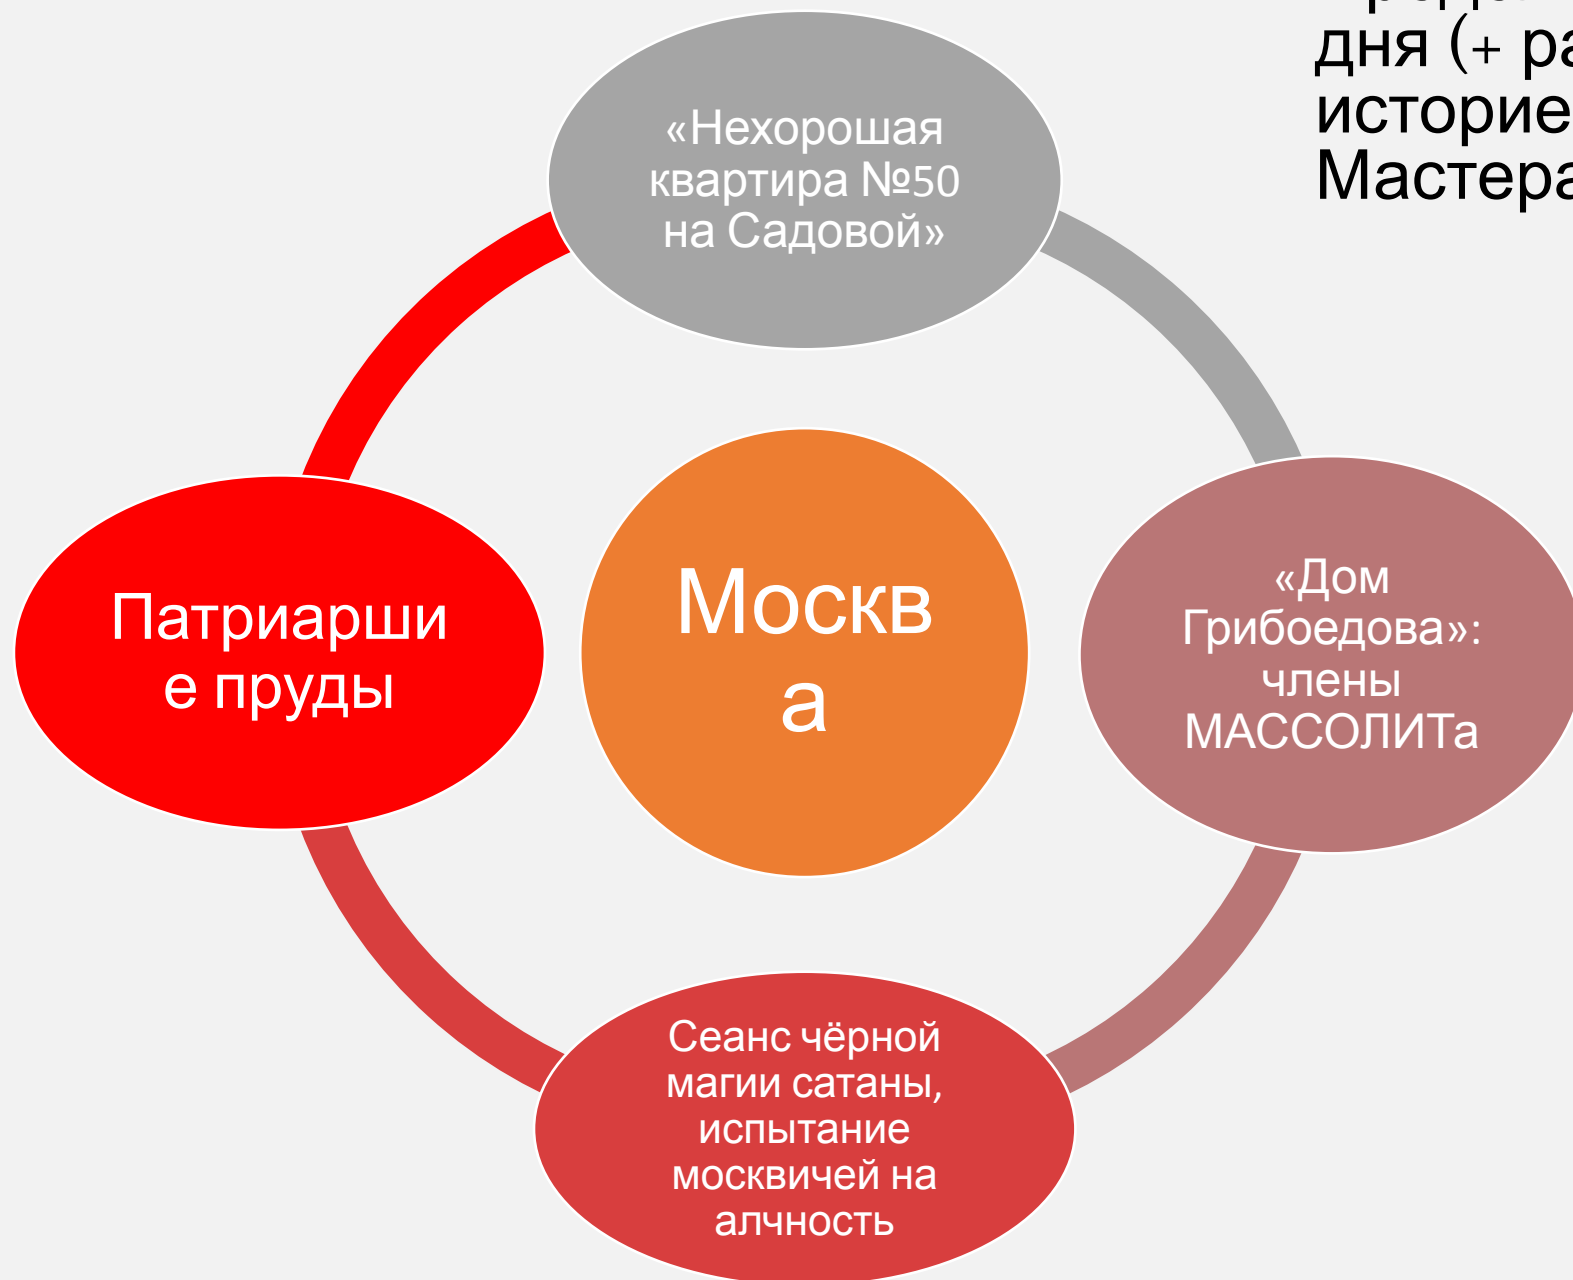 дня (+
историе
Мастера
«Нехорошая
квартира №50
на Садовой»
Москв
а
Патриарши
е пруды
«Дом
Грибоедова»:
члены
МАССОЛИТа
Сеанс чёрной
магии сатаны,
испытание
москвичей на
алчность